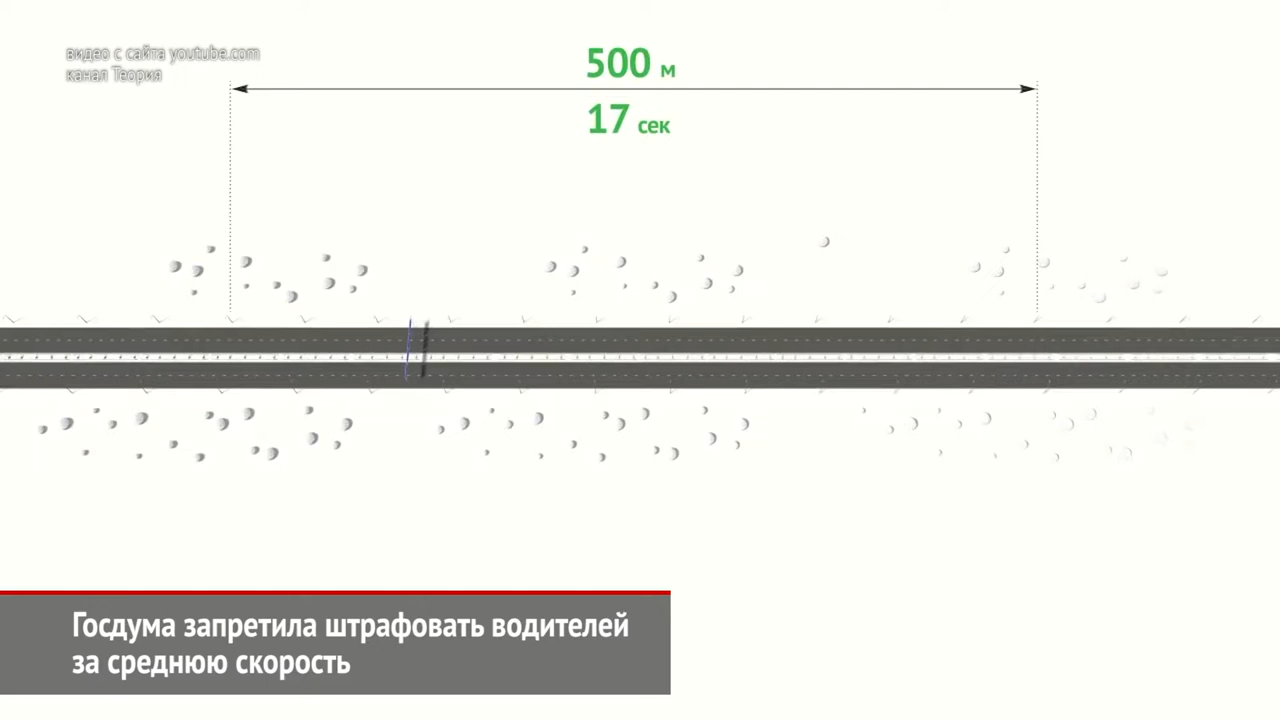 видео с сайта youtube.com
канал Теория
500 м
17 сек
Госдума запретила штрафовать водителей
за среднюю скорость